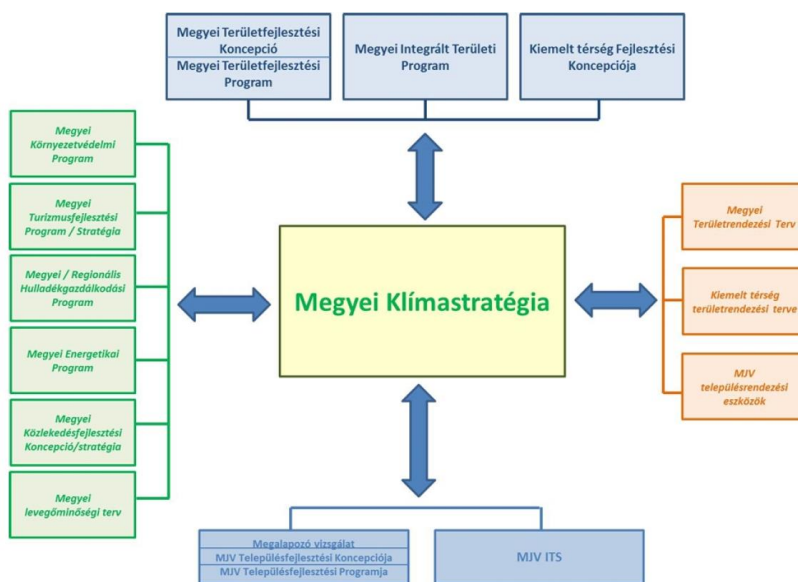 Megyei Területfejlesztési
Koncepció
Megyei Területfejlesztési
Program
Megyei Integrált Területi
Program
Kiemelt térség Fejlesztési
Koncepciója
Megyei
Környezetvédelmi
Program
Megyei
Turizmusfejlesztési
Program / Stratégia
Megyei / Regionális
Hulladékgazdálkodási
Program
Megyei Energetikai
Program
Megyei
Közlekedésfejlesztési
Koncepció/stratégia
Megyei
levegőminőségi terv
Megyei Klímastratégia
Megyei
Területrendezési Terv
Kiemelt térség
területrendezési terve
MJV
településrendezési
eszközök
Megalapozó vizsgálat
MJV Településfejlesztési Koncepciója
MJV Településfejlesztési Programja
MJV ITS